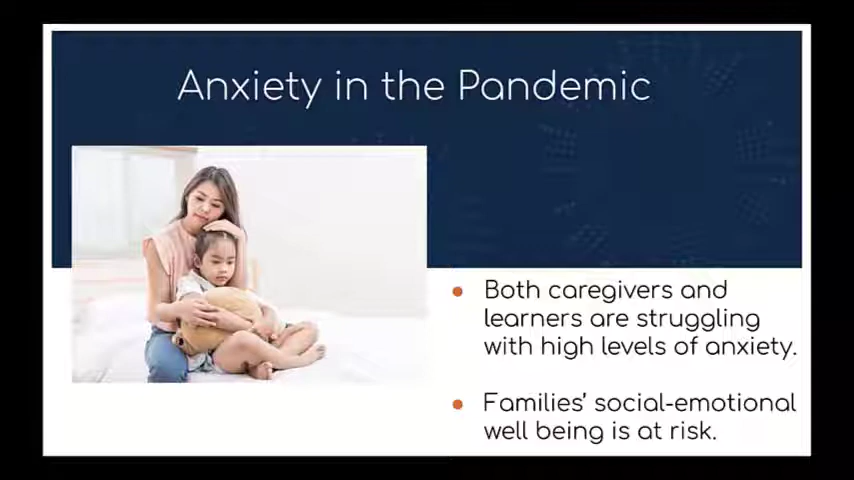 Anxiety in the Pandemic
Both caregivers and
learners are struggling
with high levels of anxiety.
Families’ social-emotional
well being is at risk.